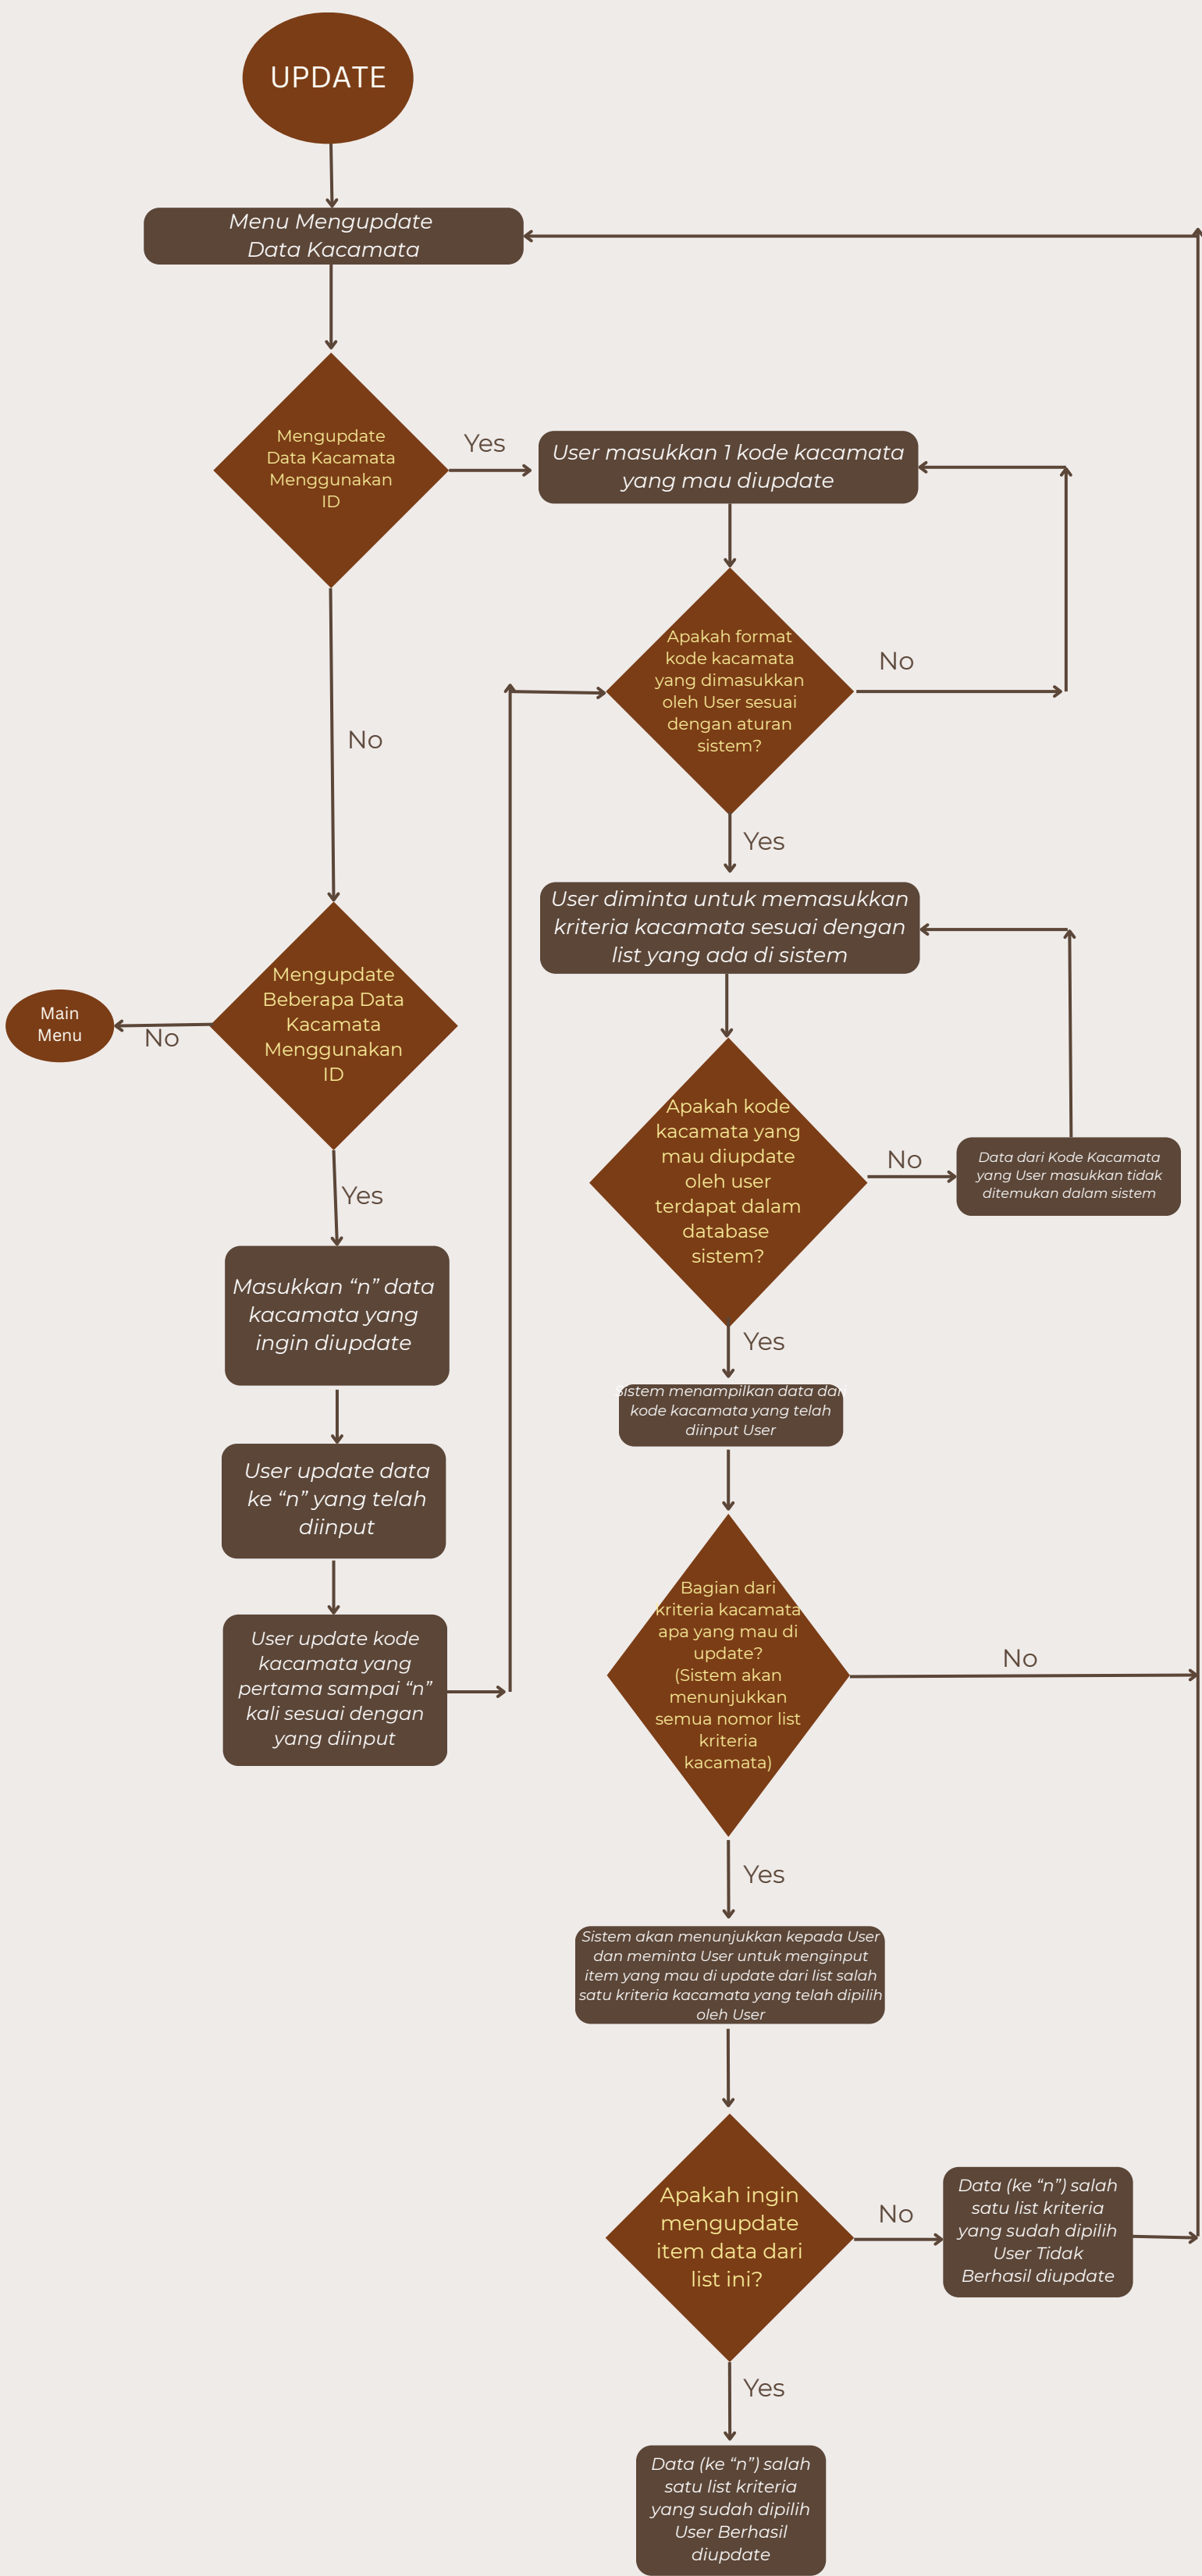 UPDATE
Menu Mengupdate
Data Kacamata
Mengupdate
Data Kacamata
Menggunakan
ID
Yes
User masukkan 1 kode kacamata
yang mau diupdate
Apakah format
kode kacamata
yang dimasukkan
oleh User sesuai
dengan aturan
sistem?
No
No
Yes
User diminta untuk memasukkan
kriteria kacamata sesuai dengan
list yang ada di sistem
Mengupdate
Beberapa Data
Kacamata
Menggunakan
ID
Main
Menu
No
Apakah kode
kacamata yang
mau diupdate
oleh user
terdapat dalam
database
sistem?
No
Data dari Kode Kacamata
yang User masukkan tidak
ditemukan dalam sistem
Yes
Masukkan “n” data
kacamata yang
ingin diupdate
Yes
Sistem menampilkan data dari
kode kacamata yang telah
diinput User
User update data
ke “n” yang telah
diinput
User update kode
kacamata yang
pertama sampai “n”
kali sesuai dengan
yang diinput
Bagian dari
kriteria kacamata
apa yang mau di
update?
(Sistem akan
menunjukkan
semua nomor list
kriteria
kacamata)
No
Yes
Sistem akan menunjukkan kepada User
dan meminta User untuk menginput
item yang mau di update dari list salah
satu kriteria kacamata yang telah dipilih
oleh User
Apakah ingin
mengupdate
item data dari
list ini?
No
Data (ke “n”) salah
satu list kriteria
yang sudah dipilih
User Tidak
Berhasil diupdate
Yes
Data (ke “n”) salah
satu list kriteria
yang sudah dipilih
User Berhasil
diupdate